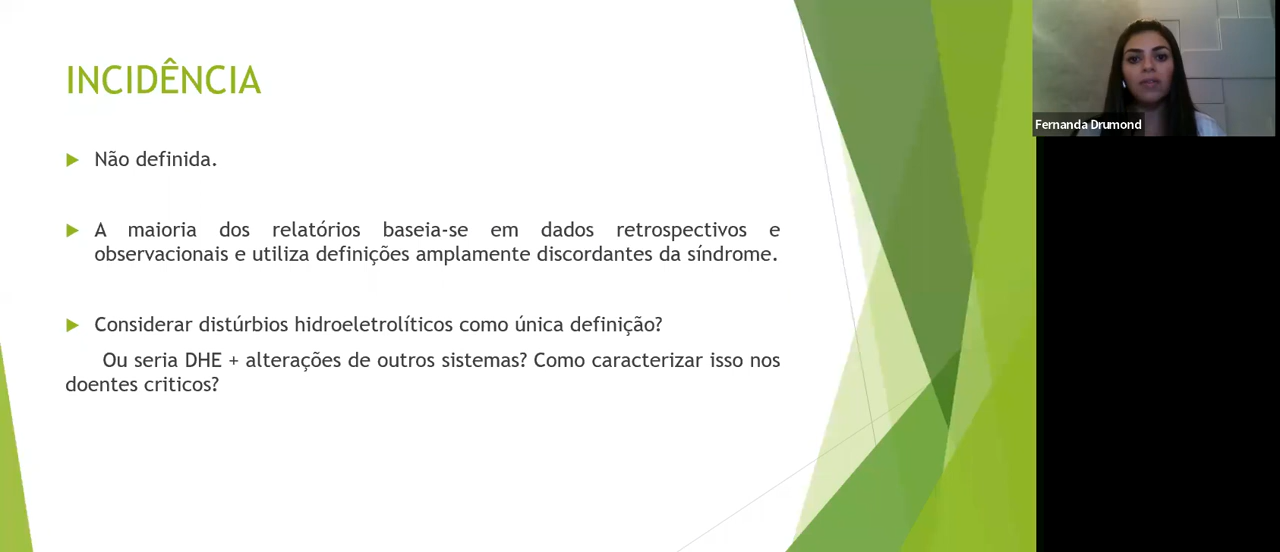 INCIDÊNCIA
Não definida.
A maioria dos relatórios baseia-se em dados retrospectivos e
observacionais e utiliza definições amplamente discordantes da síndrome.
Considerar distúrbios hidroeletrolíticos como única definição?
Ou seria DHE + alterações de outros sistemas? Como caracterizar isso nos
doentes criticos?
Fernanda Drumond